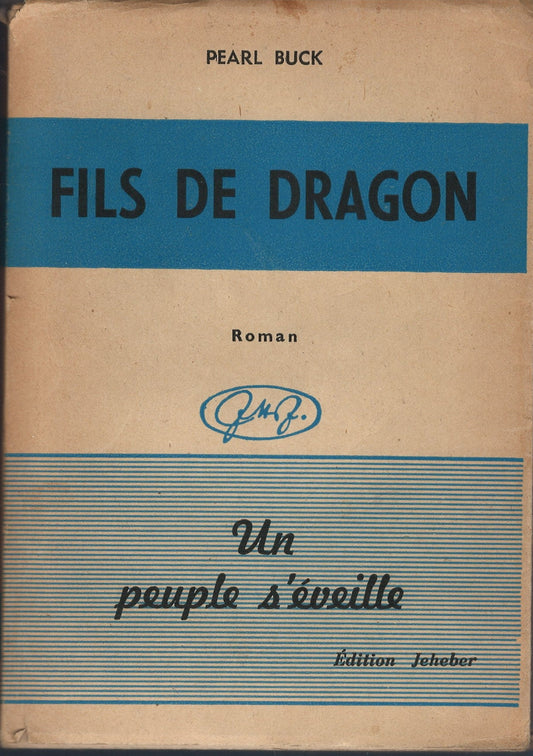 PEARL BUCK
FILS DE DRAGON
Roman
J.H.J.
Un
peuple s'éveille
Édition Jeheber